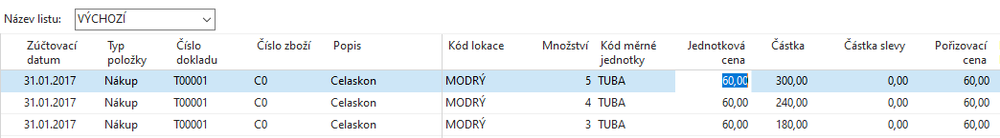 Název listu: VÝCHOZÍ
Zúčtovací datum Typ položky Číslo dokladu Číslo zboží Popis Kód lokace Množství Kód měrné jednotky Jednotková cena Částka Částka slevy Pořizovací cena
31.01.2017 Nákup T00001 C0 Celaskon MODRÝ 5 TUBA 60,00 300,00 0,00 60,00
31.01.2017 Nákup T00001 C0 Celaskon MODRÝ 4 TUBA 60,00 240,00 0,00 60,00
31.01.2017 Nákup T00001 C0 Celaskon MODRÝ 3 TUBA 60,00 180,00 0,00 60,00